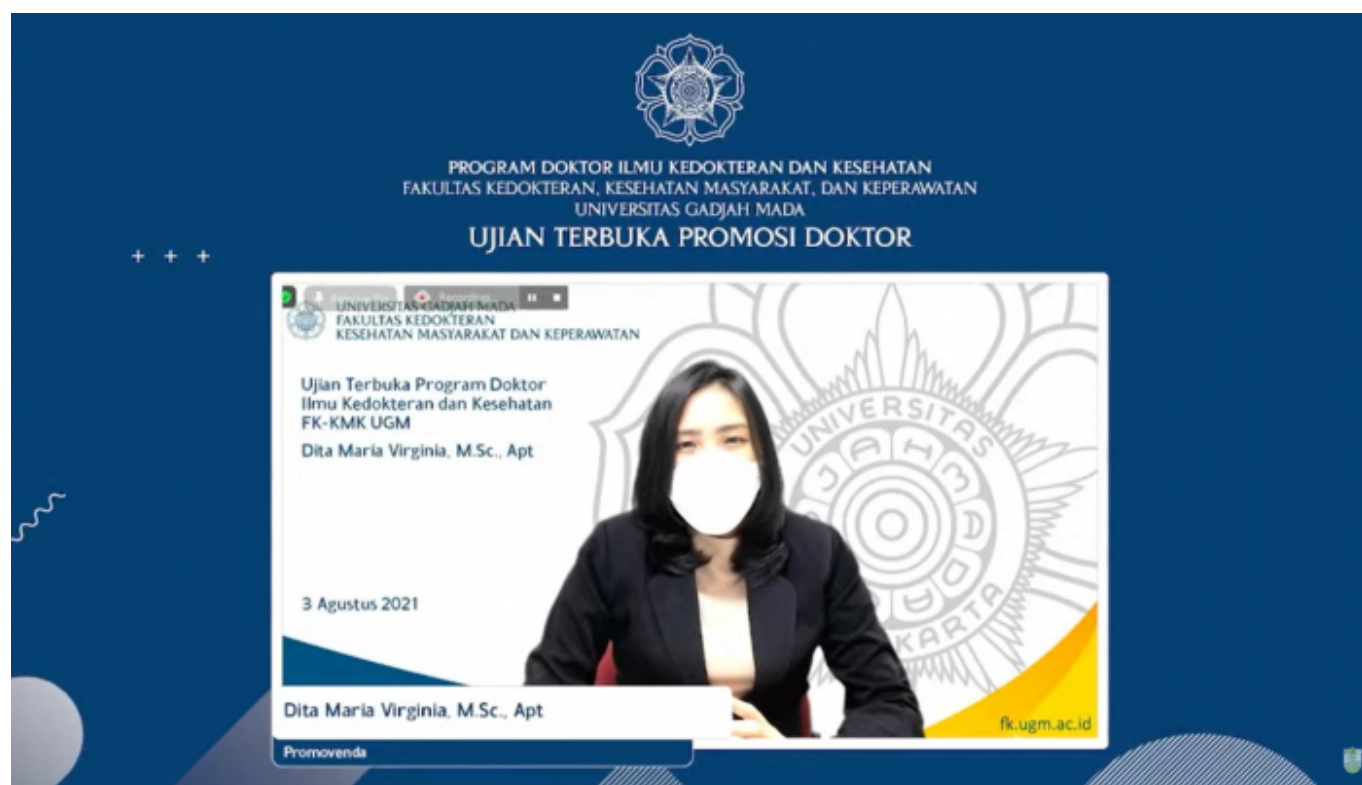 PROGRAM DOKTOR ILMU KEDOKTERAN DAN KESEHATAN
FAKULTAS KEDOKTERAN, KESEHATAN MASYARAKAT, DAN KEPERAWATAN
UNIVERSITAS GADJAH MADA
UJIAN TERBUKA PROMOSI DOKTOR
+ + +
Recording
UNIVERSITAS GADJAH MADA
FAKULTAS KEDOKTERAN
KESEHATAN MASYARAKAT DAN KEPERAWATAN
Ujian Terbuka Program Doktor
Ilmu Kedokteran dan Kesehatan
FK-KMK UGM
Dita Maria Virginia, M.Sc., Apt
UNIVERSITAS
3 Agustus 2021
Dita Maria Virginia, M.Sc., Apt
fk.ugm.ac.id
Promovenda